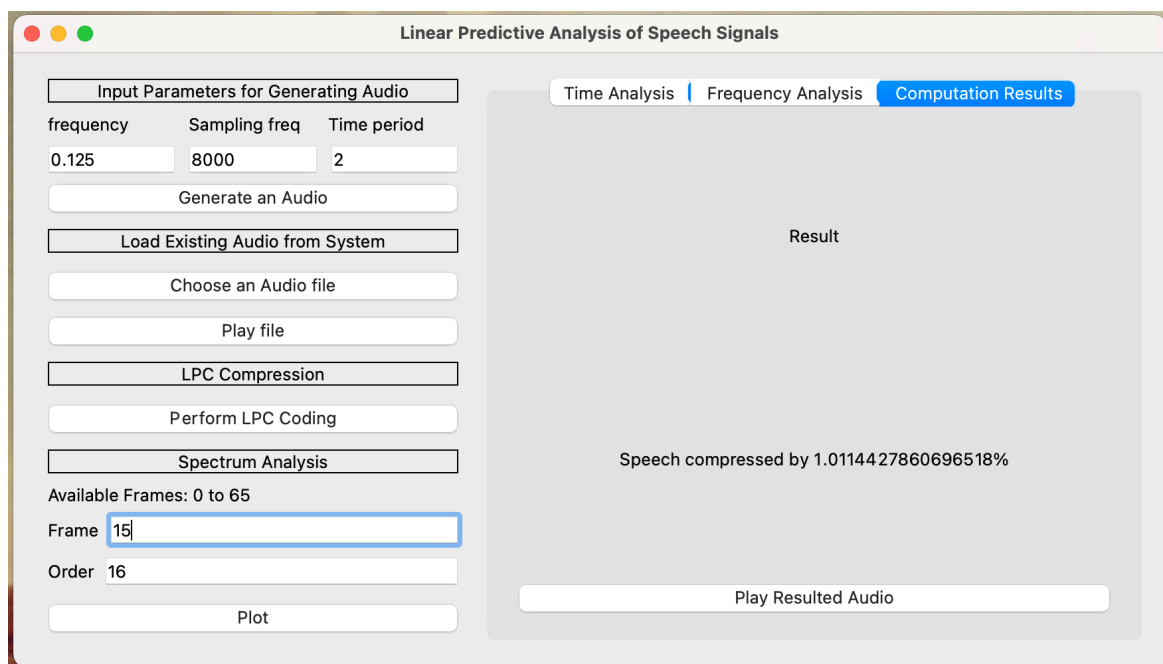 Linear Predictive Analysis of Speech Signals
Input Parameters for Generating Audio
frequency Sampling freq Time period
0.125 8000 2
Generate an Audio
Load Existing Audio from System
Choose an Audio file
Play file
LPC Compression
Perform LPC Coding
Spectrum Analysis
Available Frames: 0 to 65
Frame 15
Order 16
Plot
Time Analysis Frequency Analysis Computation Results
Result
Speech compressed by 1.0114427860696518%
Play Resulted Audio